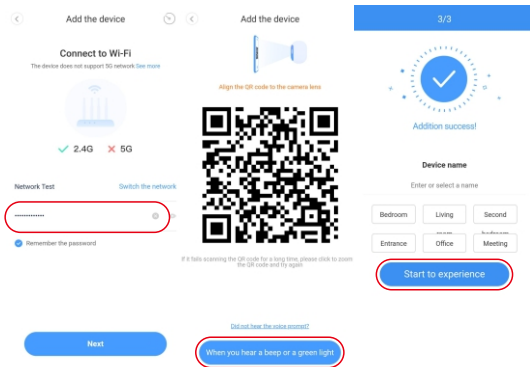 Add the device
Connect to Wi-Fi
The device does not support 5G network See more
2.4G
5G
Network Test
Switch the network
Remember the password
Next
Add the device
Align the QR code to the camera lens
If it fails scanning the QR code for a long time, please click to zoom
the QR code and try again
Did not hear the voice prompt?
When you hear a beep or a green light
3/3
Addition success!
Device name
Enter or select a name
Bedroom
Living
Second
Entrance
Office
Meeting
Start to experience